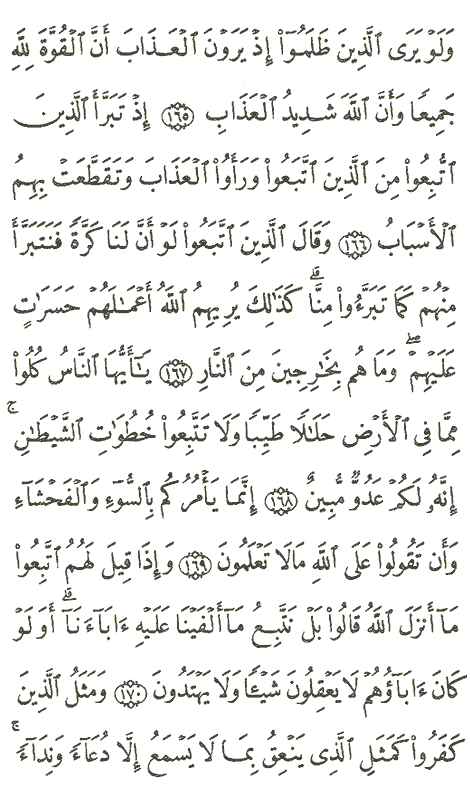 وَلَوۡ يَرَى ٱلَّذِينَ ظَلَمُوٓاْ إِذۡ يَرَوۡنَ ٱلۡعَذَابَ أَنَّ ٱلۡقُوَّةَ لِلَّهِ
جَمِيعٗا وَأَنَّ ٱللَّهَ شَدِيدُ ٱلۡعَذَابِ ١٦٥ إِذۡ تَبَرَّأَ ٱلَّذِينَ
ٱتُّبِعُواْ مِنَ ٱلَّذِينَ ٱتَّبَعُواْ وَرَأَوُاْ ٱلۡعَذَابَ وَتَقَطَّعَتۡ بِهِمُ
ٱلۡأَسۡبَابُ ١٦٦ وَقَالَ ٱلَّذِينَ ٱتَّبَعُواْ لَوۡ أَنَّ لَنَا كَرَّةٗ فَنَتَبَرَّأَ
مِنۡهُمۡ كَمَا تَبَرَّءُواْ مِنَّاۗ كَذَٰلِكَ يُرِيهِمُ ٱللَّهُ أَعۡمَٰلَهُمۡ حَسَرَٰتٍ
عَلَيۡهِمۡۖ وَمَا هُم بِخَٰرِجِينَ مِنَ ٱلنَّارِ ١٦٧ يَٰٓأَيُّهَا ٱلنَّاسُ كُلُواْ
مِمَّا فِي ٱلۡأَرۡضِ حَلَٰلٗا طَيِّبٗا وَلَا تَتَّبِعُواْ خُطُوَٰتِ ٱلشَّيۡطَٰنِۚ
إِنَّهُۥ لَكُمۡ عَدُوّٞ مُّبِينٌ ١٦٨ إِنَّمَا يَأۡمُرُكُم بِٱلسُّوٓءِ وَٱلۡفَحۡشَآءِ
وَأَن تَقُولُواْ عَلَى ٱللَّهِ مَا لَا تَعۡلَمُونَ ١٦٩ وَإِذَا قِيلَ لَهُمُ ٱتَّبِعُواْ
مَآ أَنزَلَ ٱللَّهُ قَالُواْ بَلۡ نَتَّبِعُ مَآ أَلۡفَيۡنَا عَلَيۡهِ ءَابَآءَنَآۗ أَوَلَوۡ
كَانَ ءَابَآؤُهُمۡ لَا يَعۡقِلُونَ شَيۡـٔٗا وَلَا يَهۡتَدُونَ ١٧٠ وَمَثَلُ ٱلَّذِينَ
كَفَرُواْ كَمَثَلِ ٱلَّذِي يَنۡعِقُ بِمَا لَا يَسۡمَعُ إِلَّا دُعَآءٗ وَنِدَآءٗۚ